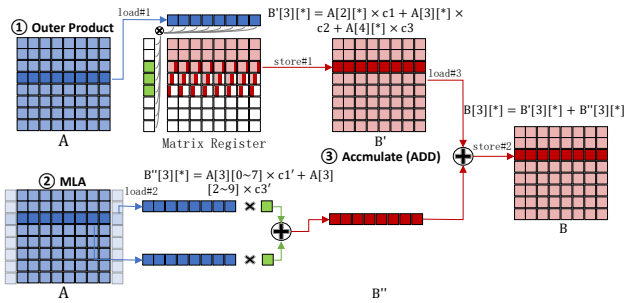 ① Outer Product
load#1
B'[3][*] = A[2][*] × c1 + A[3][*] ×
c2 + A[4][*] × c3
store#1
load#3
A
Matrix Register
B'
B[3][*] = B'[3][*] + B''[3][*]
③ Accmulate (ADD)
store#2
② MLA
load#2
B''[3][*] = A[3][0~7] × c1' + A[3]
[2~9] × c3'
B
A
B''